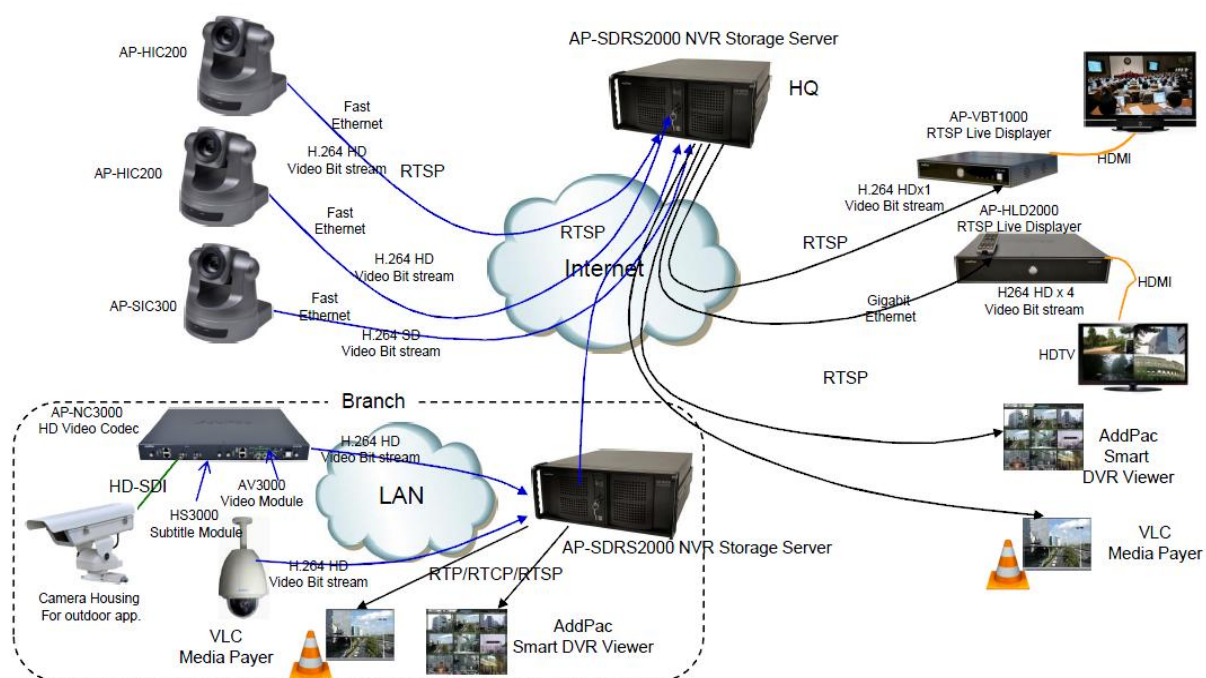 AP-SDRS2000 NVR Storage Server
HQ
AP-HIC200
Fast
Ethernet
H.264 HD
Video Bit stream
RTSP
AP-HIC200
Fast
Ethernet
H.264 HD
Video Bit stream
RTSP
Internet
AP-SIC300
Fast
Ethernet
H.264 SD
Video Bit stream
AP-VBT1000
RTSP Live Displayer
HDMI
H.264 HDx1
Video Bit stream
RTSP
AP-HLD2000
RTSP Live Displayer
H264 HD x 4
Video Bit stream
HDMI
Gigabit
Ethernet
HDTV
RTSP
AddPac
Smart
DVR Viewer
VLC
Media Payer
Branch
AP-NC3000
HD Video Codec
H.264 HD
Video Bit stream
HD-SDI
HS3000
Subtitle Module
AV3000
Video Module
LAN
Camera Housing
For outdoor app.
H.264 HD
Video Bit stream
AP-SDRS2000 NVR Storage Server
RTP/RTCP/RTSP
VLC
Media Payer
AddPac
Smart DVR Viewer